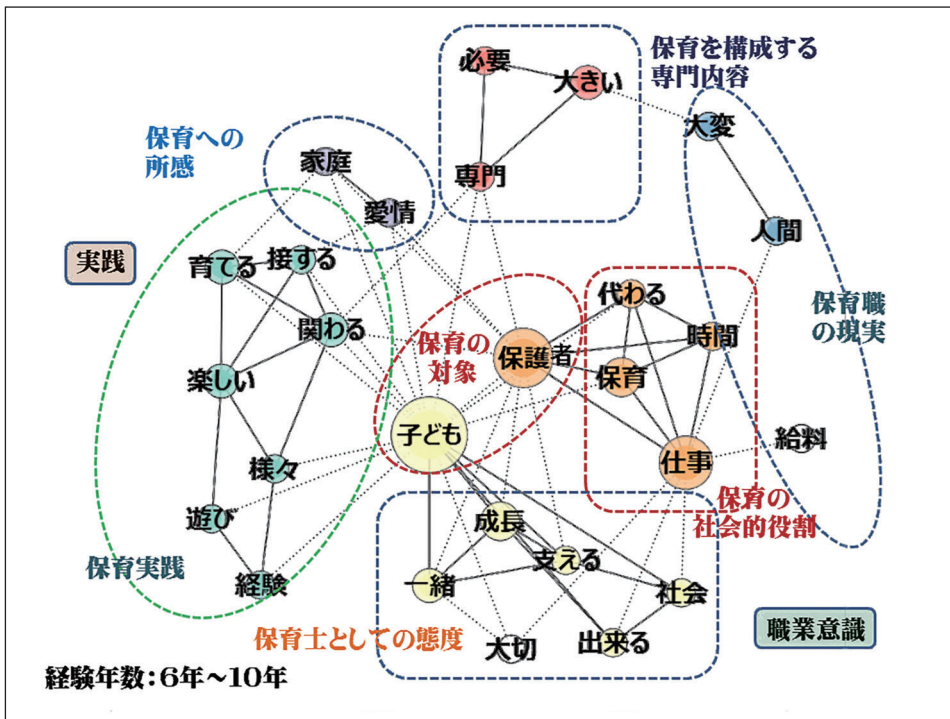 必要
大きい
専門
保育を構成する
専門内容
大変
人間
保育への
所感
家庭
愛情
実践
育てる
接する
関わる
楽しい
様々
遊び
経験
保育実践
保育の
対象
保護者
子ども
代わる
時間
保育
仕事
保育職
の現実
給料
保育の
社会的役割
成長
支える
一緒
社会
大切
出来る
保育士としての態度
職業意識
経験年数:6年〜10年